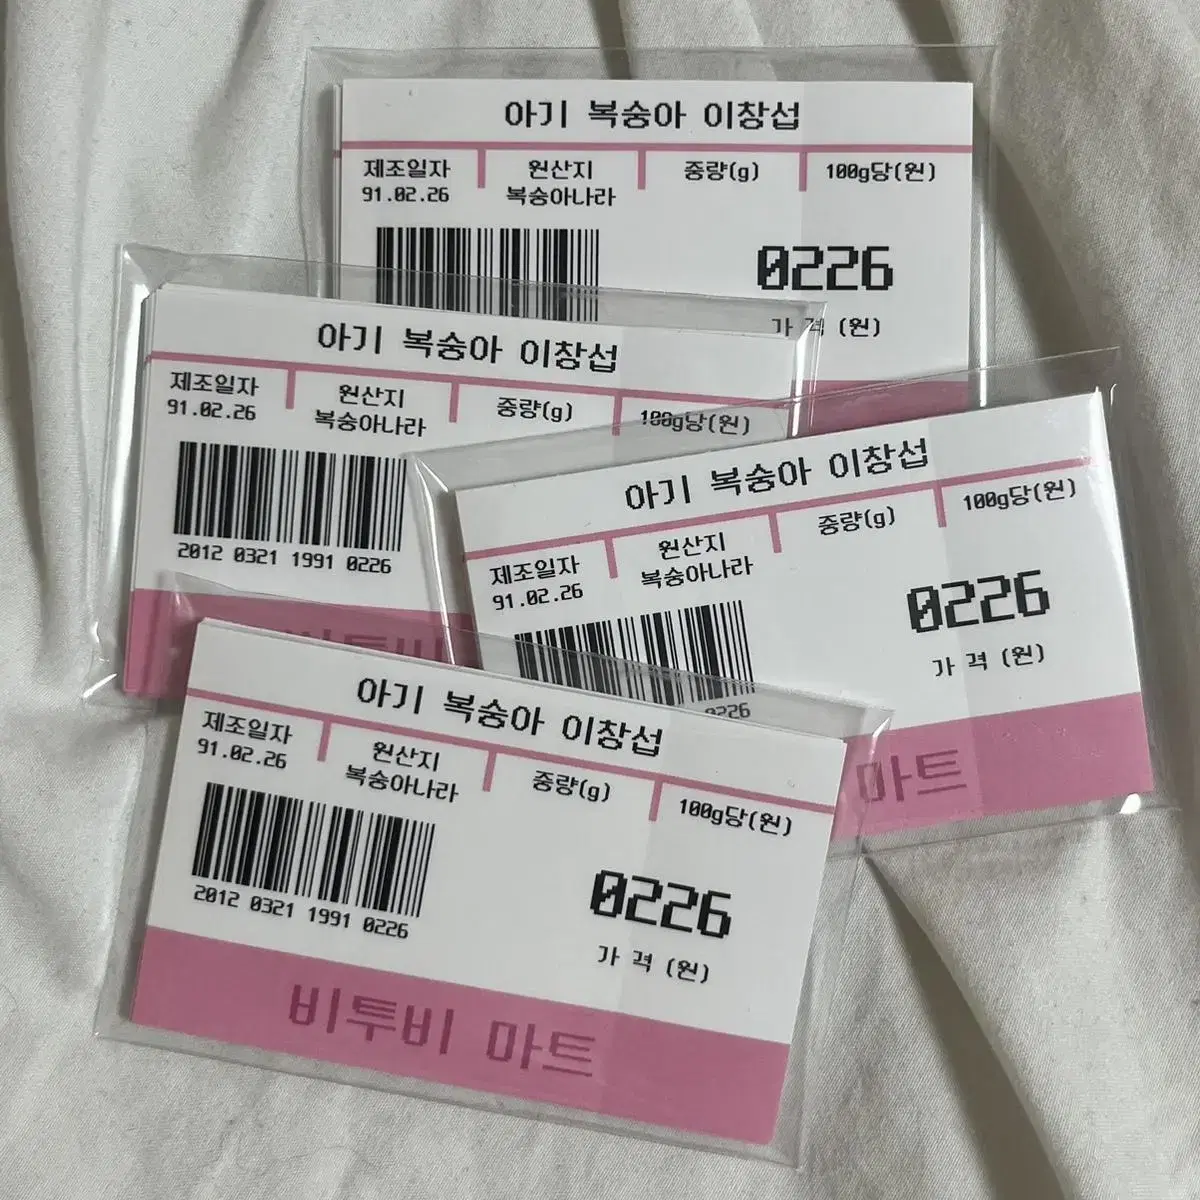 아기 복숭아 이창섭
제조일자 원산지 중량(g) 100g당(원)
91.02.26 복숭아나라
0226
가 격 (원)
아기 복숭아 이창섭
제조일자 원산지 중량(g) 100g당(원)
91.02.26 복숭아나라
2012 0321 1991 0226
비투비
아기 복숭아 이창섭
제조일자 원산지 중량(g) 100g당(원)
91.02.26 복숭아나라
0226
0226
가 격 (원)
마트
아기 복숭아 이창섭
제조일자 원산지 중량(g) 100g당(원)
91.02.26 복숭아나라
2012 0321 1991 0226
0226
가 격 (원)
비투비 마트